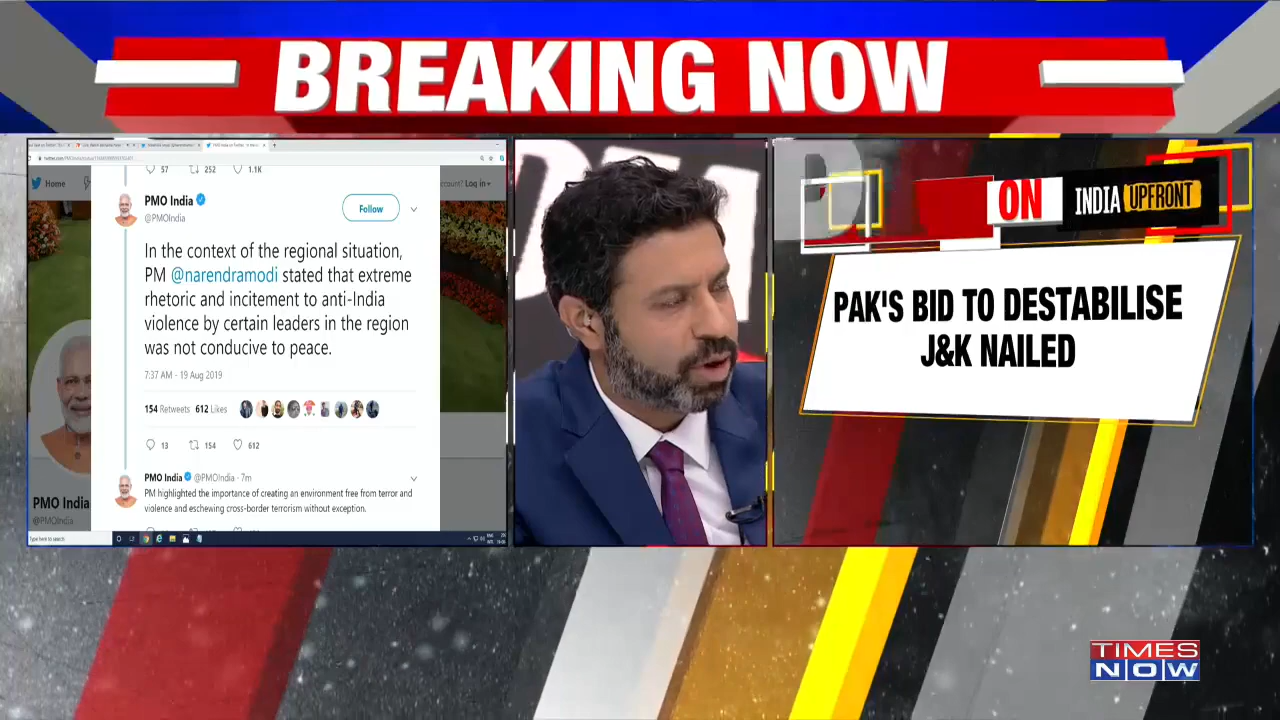 BREAKING NOW
57 252 1.1K
Home
Log in
PMO India
@PMOIndia
Follow
In the context of the regional situation,
PM @narendramodi stated that extreme
rhetoric and incitement to anti-India
violence by certain leaders in the region
was not conducive to peace.
7:37 AM - 19 Aug 2019
154 Retweets 612 Likes
13 154 612
PMO India @PMOIndia · 7m
PM highlighted the importance of creating an environment free from terror and
violence and eschewing cross-border terrorism without exception.
PMO India
@PMOIndia
Type here to search
ON INDIA UPFRONT
PAK'S BID TO DESTABILISE
J&K NAILED
TIMES
NOW